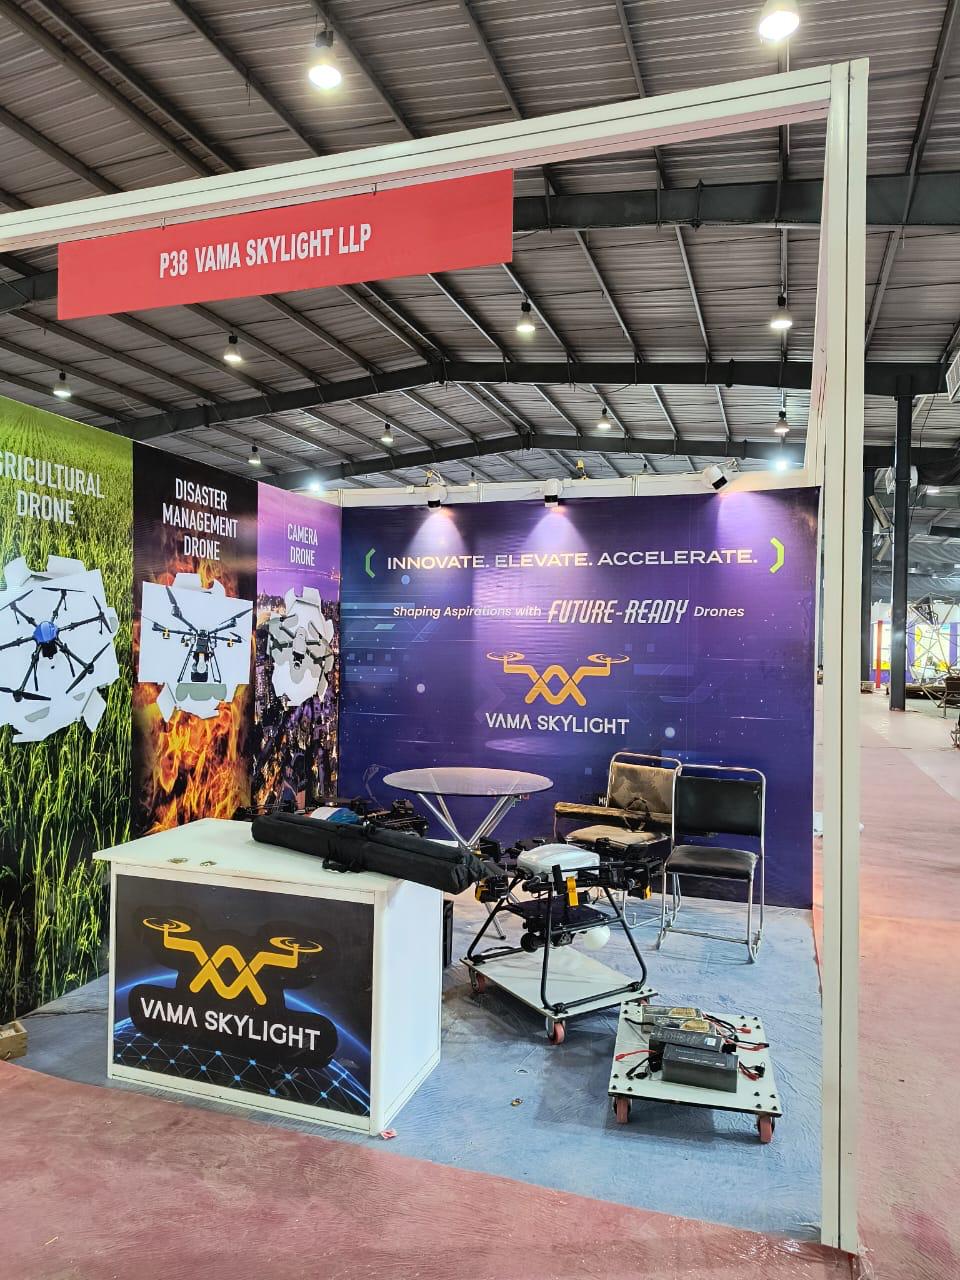 P38 VAMA SKYLIGHT LLP
GRICULTURAL
DRONE
DISASTER
MANAGEMENT
DRONE
CAMERA
DRONE
INNOVATE. ELEVATE. ACCELERATE.
Shaping Aspirations with FUTURE-READY Drones
VAMA SKYLIGHT
VAMA SKYLIGHT